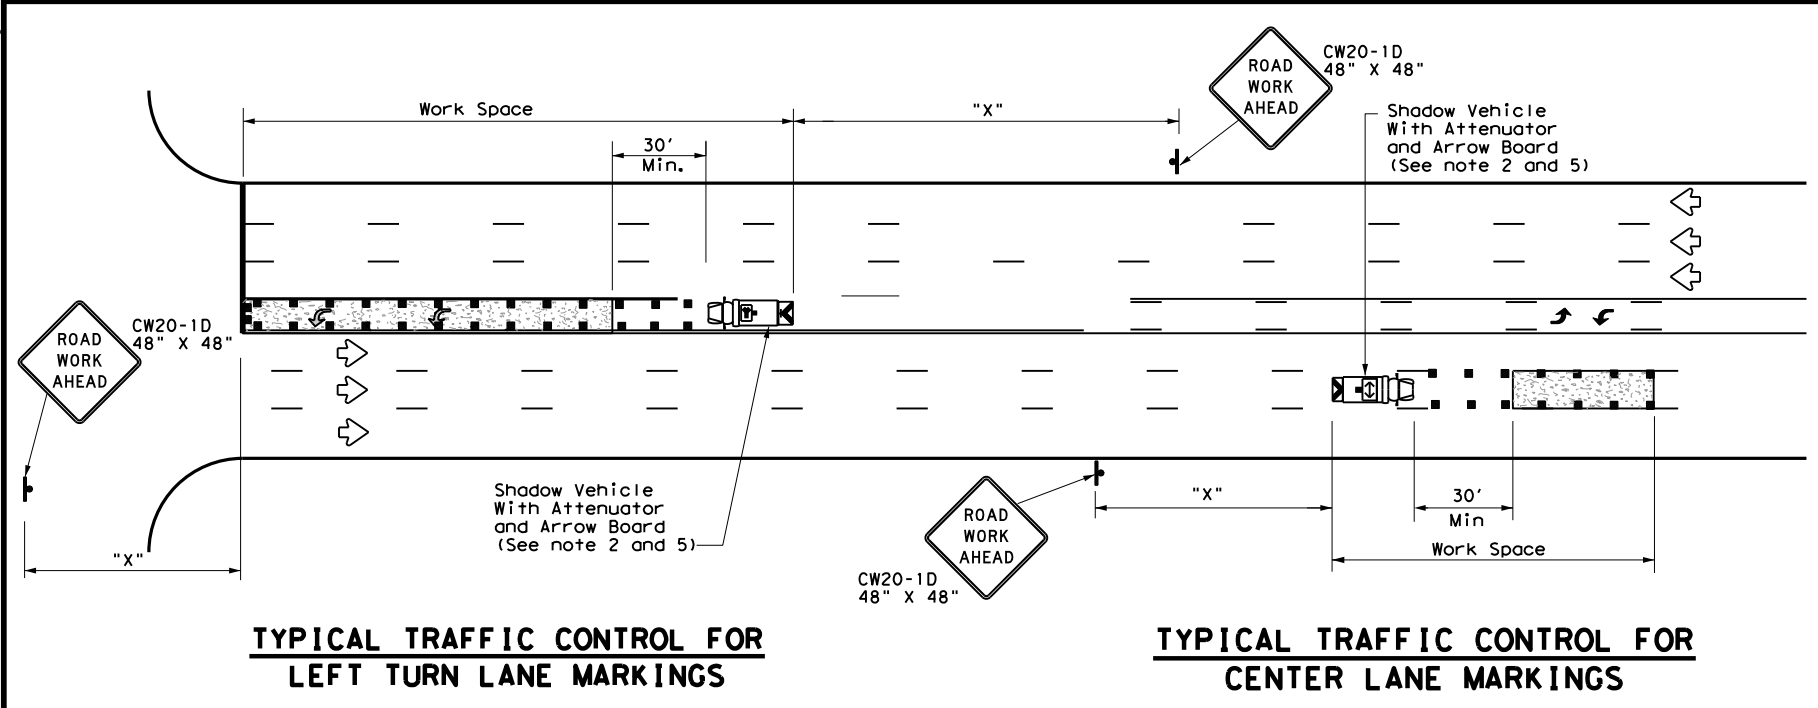 Work Space
"X"
30'
Min.
ROAD
WORK
AHEAD
CW20-1D
48" X 48"
Shadow Vehicle
With Attenuator
and Arrow Board
(See note 2 and 5)
ROAD
WORK
AHEAD
CW20-1D
48" X 48"
"X"
Shadow Vehicle
With Attenuator
and Arrow Board
(See note 2 and 5)
ROAD
WORK
AHEAD
CW20-1D
48" X 48"
"X"
30'
Min
Work Space
TYPICAL TRAFFIC CONTROL FOR
LEFT TURN LANE MARKINGS
TYPICAL TRAFFIC CONTROL FOR
CENTER LANE MARKINGS